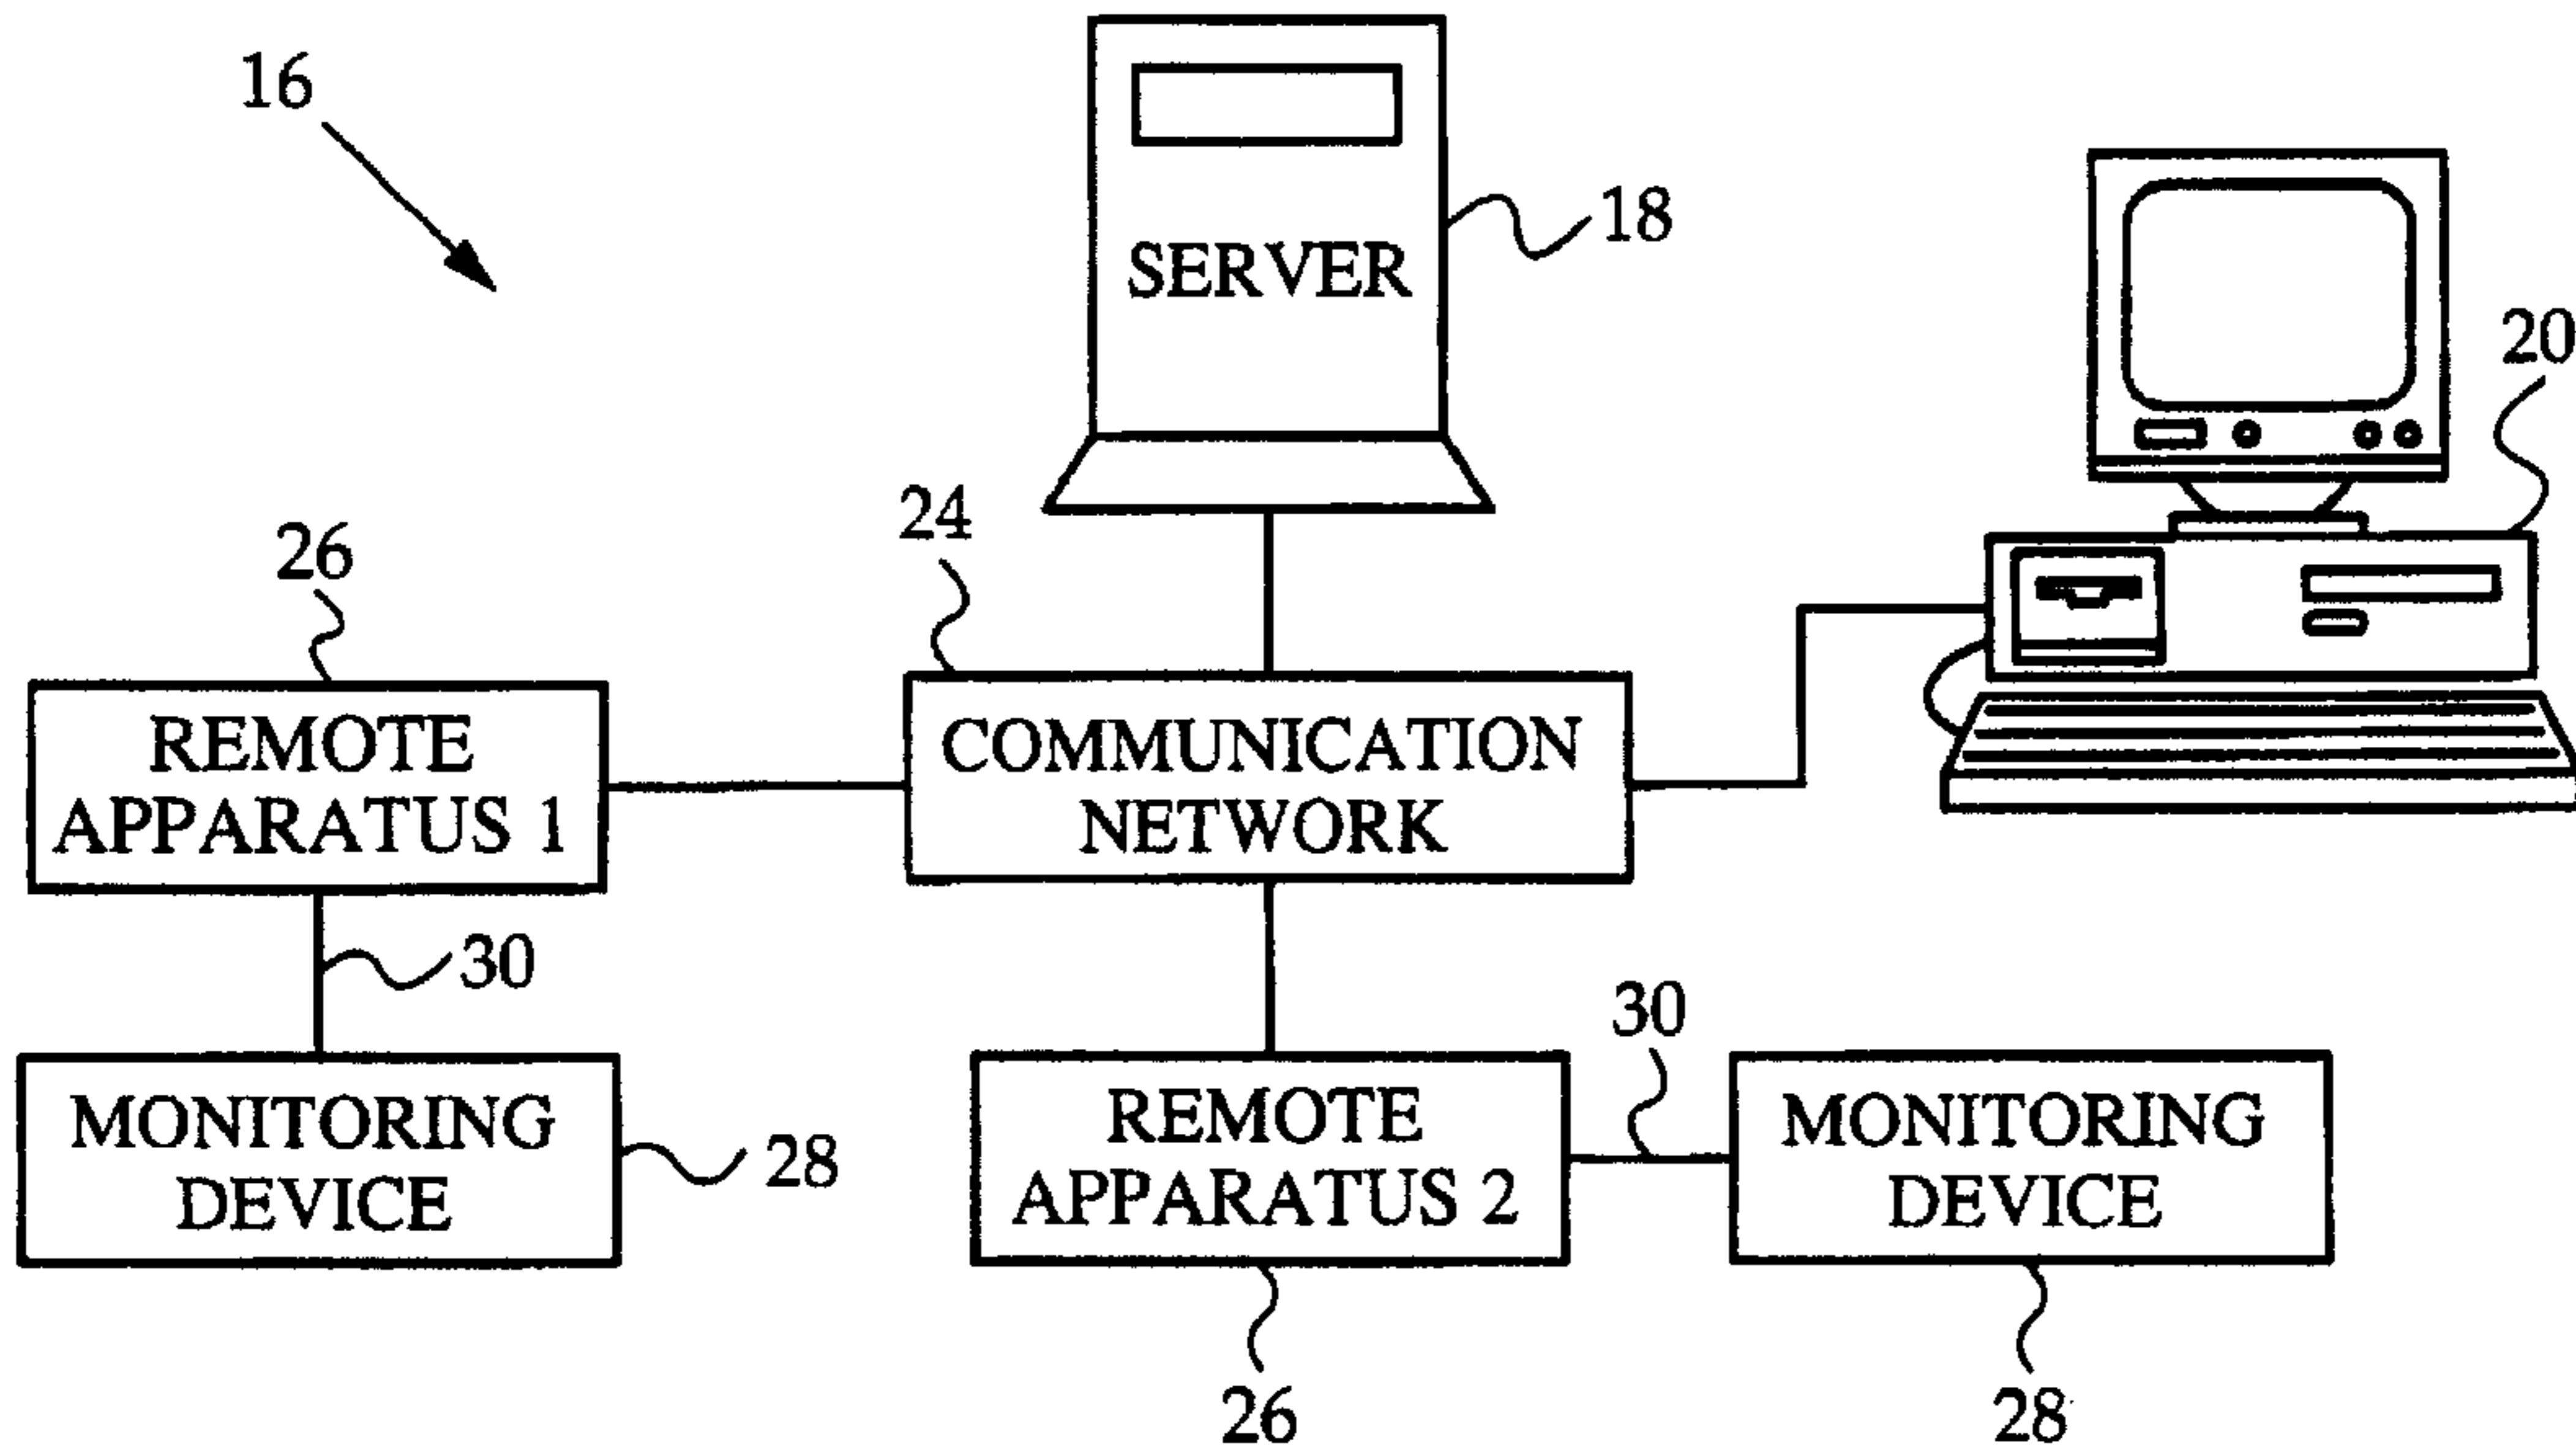 16
SERVER
18
20
24
26
REMOTE
APPARATUS 1
COMMUNICATION
NETWORK
30
30
MONITORING
DEVICE
28
REMOTE
APPARATUS 2
MONITORING
DEVICE
26
28